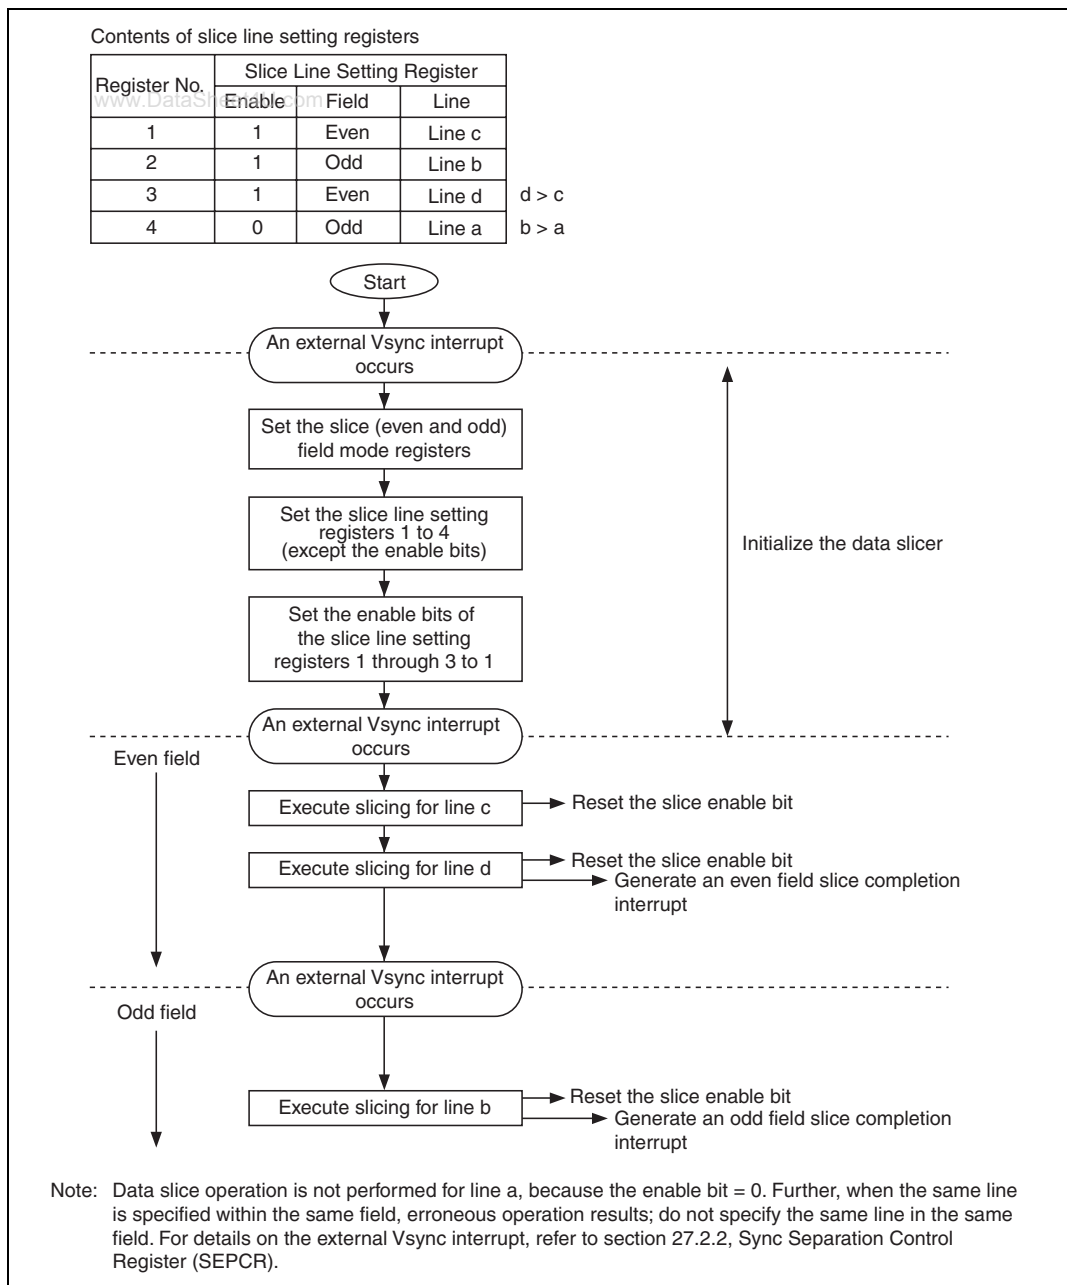 Contents of slice line setting registers
Register No. Slice Line Setting Register
www.DataSheet4U.com
Enable Field Line
1 1 Even Line c
2 1 Odd Line b
3 1 Even Line d d > c
4 0 Odd Line a b > a
Start
An external Vsync interrupt
occurs
Set the slice (even and odd)
field mode registers
Set the slice line setting
registers 1 to 4
(except the enable bits)
Initialize the data slicer
Set the enable bits of
the slice line setting
registers 1 through 3 to 1
An external Vsync interrupt
occurs
Even field
Execute slicing for line c
Reset the slice enable bit
Execute slicing for line d
Reset the slice enable bit
Generate an even field slice completion
interrupt
An external Vsync interrupt
occurs
Odd field
Execute slicing for line b
Reset the slice enable bit
Generate an odd field slice completion
interrupt
Note: Data slice operation is not performed for line a, because the enable bit = 0. Further, when the same line
is specified within the same field, erroneous operation results; do not specify the same line in the same
field. For details on the external Vsync interrupt, refer to section 27.2.2, Sync Separation Control
Register (SEPCR).